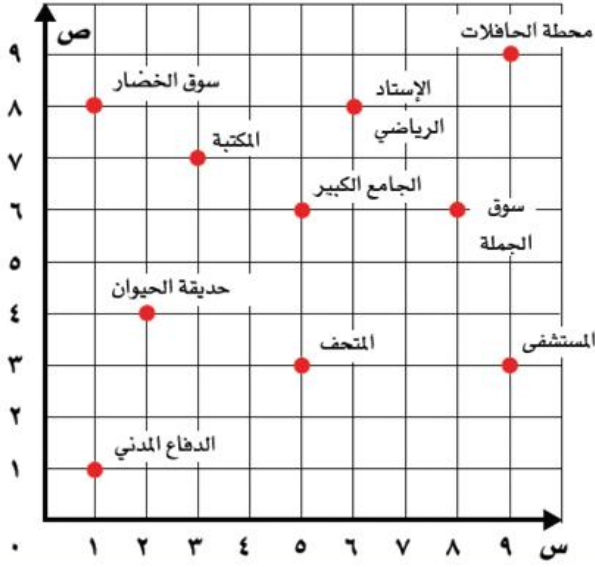 ص
محطة الحافلات
٩
سوق الخضار
الإستاد
الرياضي
٨
المكتبة
٧
الجامع الكبير
سوق
الجملة
٦
٥
حديقة الحيوان
٤
المتحف
المستشفى
٣
٢
الدفاع المدني
١
٠ ١ ٢ ٣ ٤ ٥ ٦ ٧ ٨ ٩ س